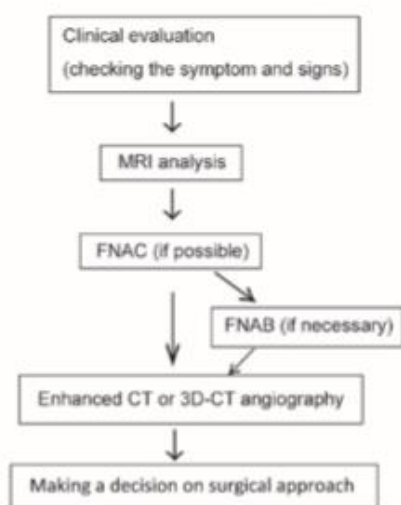 Clinical evaluation
(checking the symptom and signs)
MRI analysis
FNAC (if possible)
FNAB (if necessary)
Enhanced CT or 3D-CT angiography
Making a decision on surgical approach